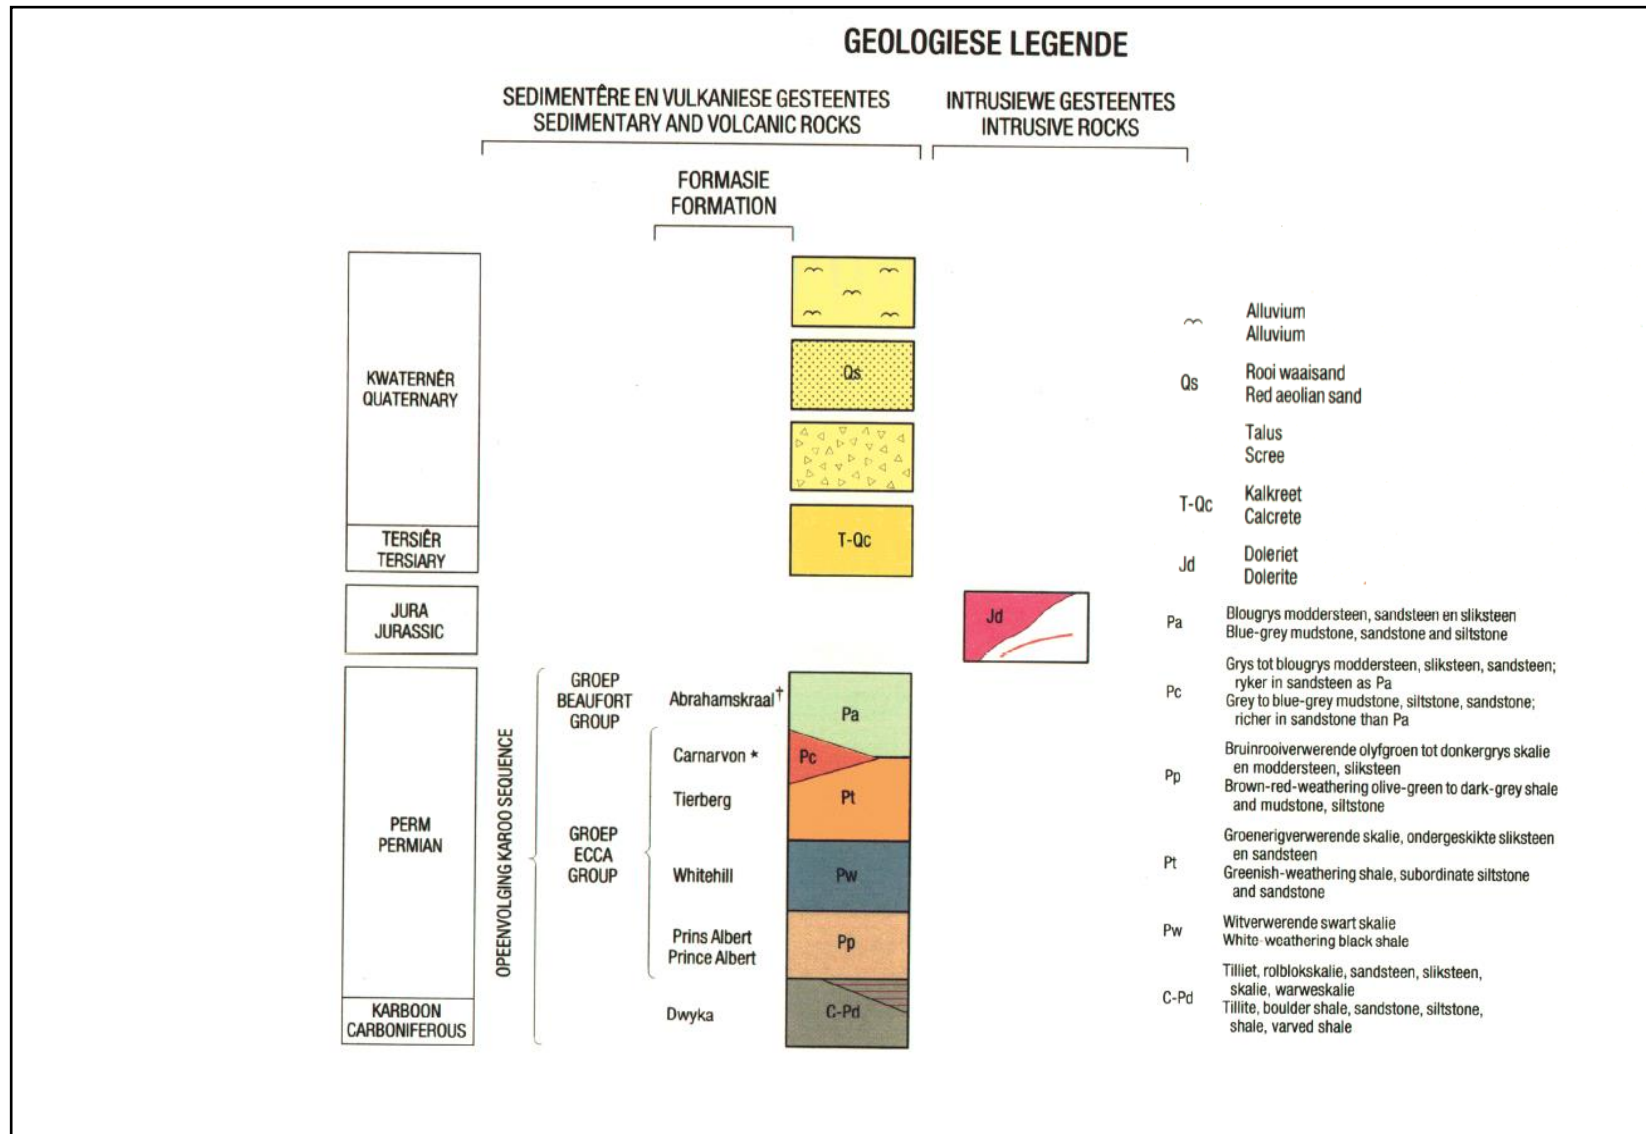 GEOLOGIESE LEGENDE
SEDIMENTÊRE EN VULKANIESE GESTEENTES
SEDIMENTARY AND VOLCANIC ROCKS
INTRUSIEWE GESTEENTES
INTRUSIVE ROCKS
FORMASIE
FORMATION
KWATERNÊR
QUATERNARY
TERSIÊR
TERSIARY
JURA
JURASSIC
PERM
PERMIAN
KARBOON
CARBONIFEROUS
OPEENVOLGING KAROO SEQUENCE
GROEP
BEAUFORT
GROUP
GROEP
ECCA
GROUP
Abrahamskraal†
Carnarvon *
Tierberg
Whitehill
Prins Albert
Prince Albert
Dwyka
Qs
T-Qc
Jd
Pa
Pc
Pt
Pw
Pp
C-Pd
Alluvium
Alluvium
Qs
Rooi waaisand
Red aeolian sand
Talus
Scree
T-Qc
Kalkreet
Calcrete
Jd
Doleriet
Dolerite
Pa
Blougrys moddersteen, sandsteen en sliksteen
Blue-grey mudstone, sandstone and siltstone
Pc
Grys tot blougrys moddersteen, sliksteen, sandsteen;
ryker in sandsteen as Pa
Grey to blue-grey mudstone, siltstone, sandstone;
richer in sandstone than Pa
Pp
Bruinrooiverwerende olyfgroen tot donkergrys skalie
en moddersteen, sliksteen
Brown-red-weathering olive-green to dark-grey shale
and mudstone, siltstone
Pt
Groenerigverwerende skalie, ondergeskikte sliksteen
en sandsteen
Greenish-weathering shale, subordinate siltstone
and sandstone
Pw
Witverwerende swart skalie
White-weathering black shale
C-Pd
Tilliet, rolblokskalie, sandsteen, sliksteen,
skalie, warweskalie
Tillite, boulder shale, sandstone, siltstone,
shale, varved shale